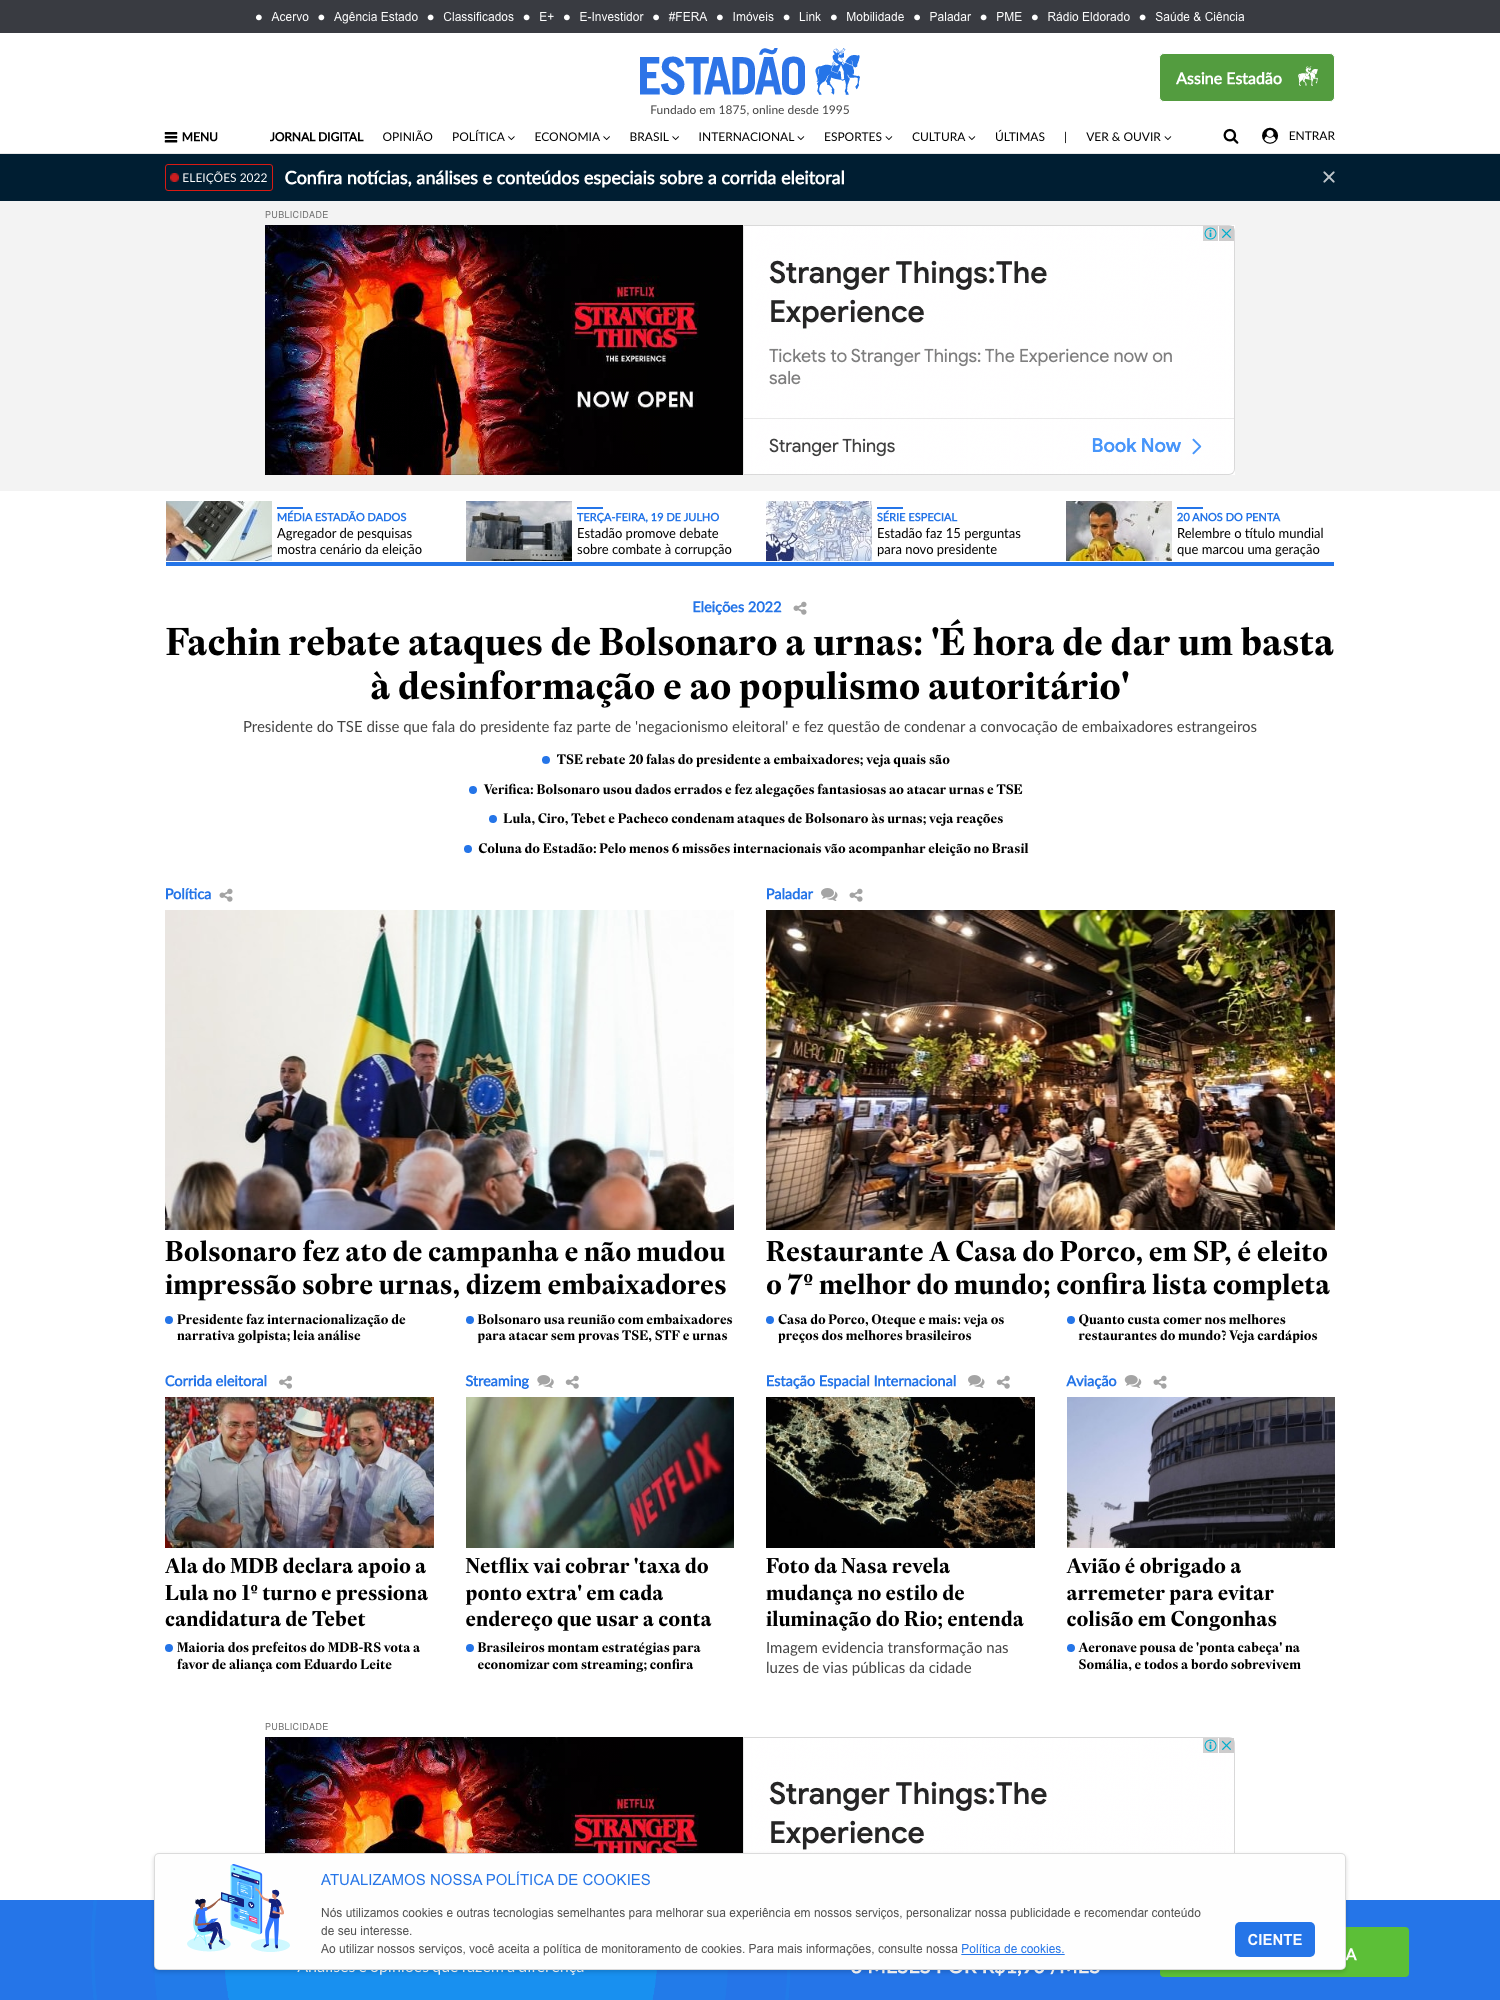 Acervo Agência Estado Classificados E+ E-Investidor #FERA Imóveis Link Mobilidade Paladar PME Rádio Eldorado Saúde & Ciência
ESTADÃO
Fundado em 1875, online desde 1995
Assine Estadão
MENU JORNAL DIGITAL OPINIÃO POLÍTICA ECONOMIA BRASIL INTERNACIONAL ESPORTES CULTURA ÚLTIMAS | VER & OUVIR ENTRAR
ELEIÇÕES 2022 Confira notícias, análises e conteúdos especiais sobre a corrida eleitoral
PUBLICIDADE
NETFLIX
STRANGER
THINGS
THE EXPERIENCE
NOW OPEN
Stranger Things:The
Experience
Tickets to Stranger Things: The Experience now on
sale
Stranger Things
Book Now
MÉDIA ESTADÃO DADOS
Agregador de pesquisas
mostra cenário da eleição
TERÇA-FEIRA, 19 DE JULHO
Estadão promove debate
sobre combate à corrupção
SÉRIE ESPECIAL
Estadão faz 15 perguntas
para novo presidente
20 ANOS DO PENTA
Relembre o título mundial
que marcou uma geração
Eleições 2022
Fachin rebate ataques de Bolsonaro a urnas: 'É hora de dar um basta
à desinformação e ao populismo autoritário'
Presidente do TSE disse que fala do presidente faz parte de 'negacionismo eleitoral' e fez questão de condenar a convocação de embaixadores estrangeiros
TSE rebate 20 falas do presidente a embaixadores; veja quais são
Verifica: Bolsonaro usou dados errados e fez alegações fantasiosas ao atacar urnas e TSE
Lula, Ciro, Tebet e Pacheco condenam ataques de Bolsonaro às urnas; veja reações
Coluna do Estadão: Pelo menos 6 missões internacionais vão acompanhar eleição no Brasil
Política
Bolsonaro fez ato de campanha e não mudou
impressão sobre urnas, dizem embaixadores
Presidente faz internacionalização de
narrativa golpista; leia análise
Bolsonaro usa reunião com embaixadores
para atacar sem provas TSE, STF e urnas
Paladar
MERCADO
Restaurante A Casa do Porco, em SP, é eleito
o 7º melhor do mundo; confira lista completa
Casa do Porco, Oteque e mais: veja os
preços dos melhores brasileiros
Quanto custa comer nos melhores
restaurantes do mundo? Veja cardápios
Corrida eleitoral
Ala do MDB declara apoio a
Lula no 1º turno e pressiona
candidatura de Tebet
Maioria dos prefeitos do MDB-RS vota a
favor de aliança com Eduardo Leite
Streaming
NETFLIX
Netflix vai cobrar 'taxa do
ponto extra' em cada
endereço que usar a conta
Brasileiros montam estratégias para
economizar com streaming; confira
Estação Espacial Internacional
Foto da Nasa revela
mudança no estilo de
iluminação do Rio; entenda
Imagem evidencia transformação nas
luzes de vias públicas da cidade
Aviação
Avião é obrigado a
arremeter para evitar
colisão em Congonhas
Aeronave pousa de 'ponta cabeça' na
Somália, e todos a bordo sobrevivem
PUBLICIDADE
NETFLIX
STRANGER
THINGS
Stranger Things:The
Experience
ATUALIZAMOS NOSSA POLÍTICA DE COOKIES
Nós utilizamos cookies e outras tecnologias semelhantes para melhorar sua experiência em nossos serviços, personalizar nossa publicidade e recomendar conteúdo
de seu interesse.
Ao utilizar nossos serviços, você aceita a política de monitoramento de cookies. Para mais informações, consulte nossa Política de cookies.
CIENTE